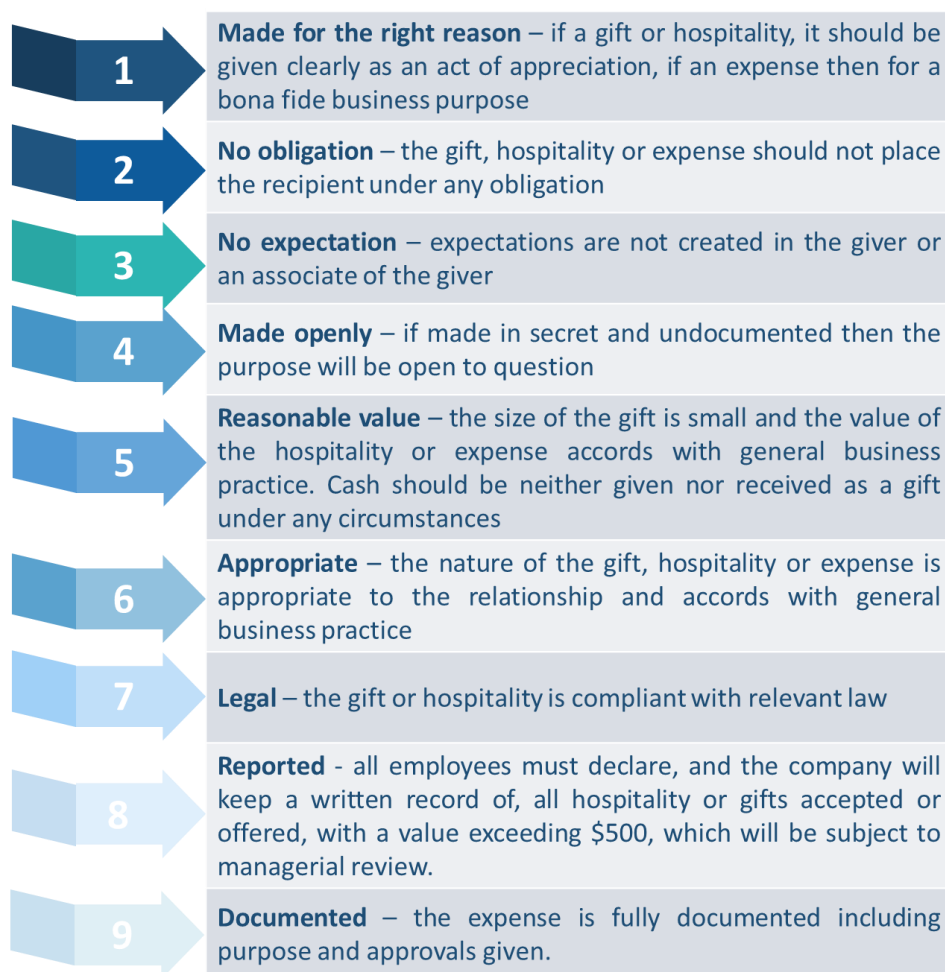 1
Made for the right reason – if a gift or hospitality, it should be
given clearly as an act of appreciation, if an expense then for a
bona fide business purpose
2
No obligation – the gift, hospitality or expense should not place
the recipient under any obligation
3
No expectation – expectations are not created in the giver or
an associate of the giver
4
Made openly – if made in secret and undocumented then the
purpose will be open to question
5
Reasonable value – the size of the gift is small and the value of
the hospitality or expense accords with general business
practice. Cash should be neither given nor received as a gift
under any circumstances
6
Appropriate – the nature of the gift, hospitality or expense is
appropriate to the relationship and accords with general
business practice
7
Legal – the gift or hospitality is compliant with relevant law
8
Reported - all employees must declare, and the company will
keep a written record of, all hospitality or gifts accepted or
offered, with a value exceeding $500, which will be subject to
managerial review.
9
Documented – the expense is fully documented including
purpose and approvals given.